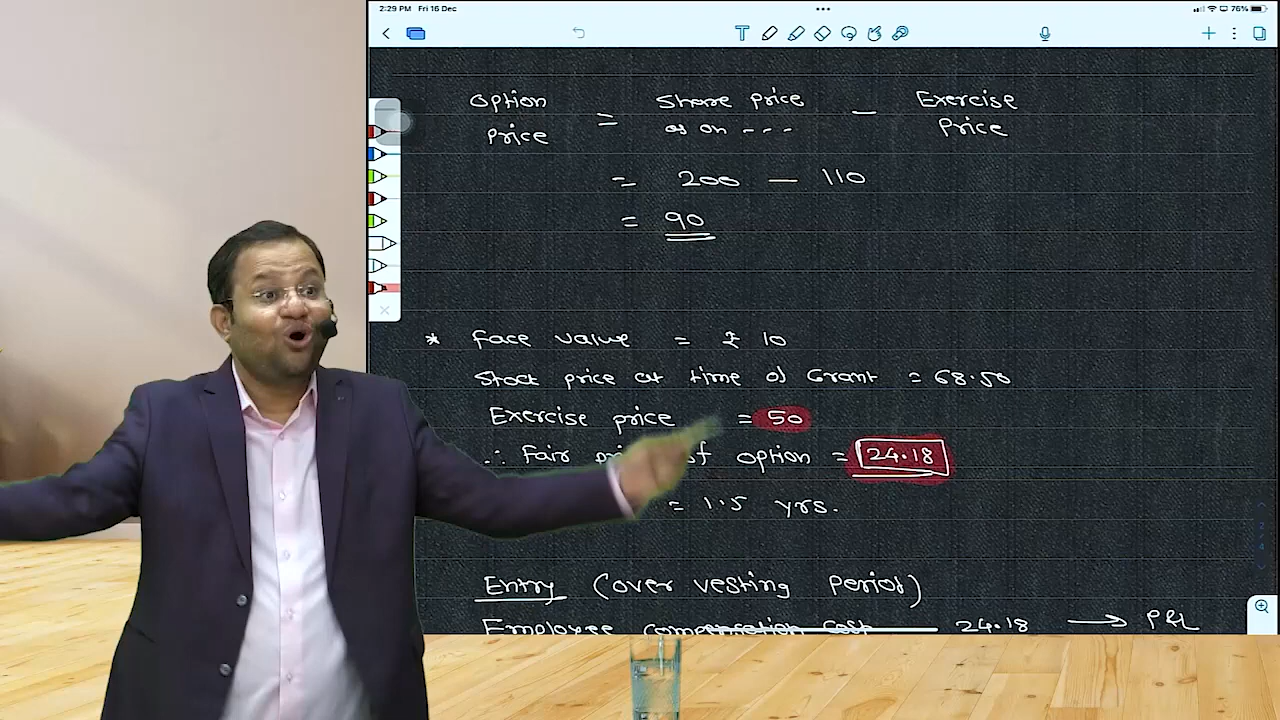 2:29 PM Fri 16 Dec
76%
T
Option Share price Exercise
Price = as on --- — Price
= 200 — 110
= 90
* Face value = ₹ 10
Stock price at time of Grant = 68.50
Exercise price = 50
∴ Fair of option = 24.18
= 1.5 yrs.
Entry (over vesting period)
Employee compensation cost 24.18 → P&L